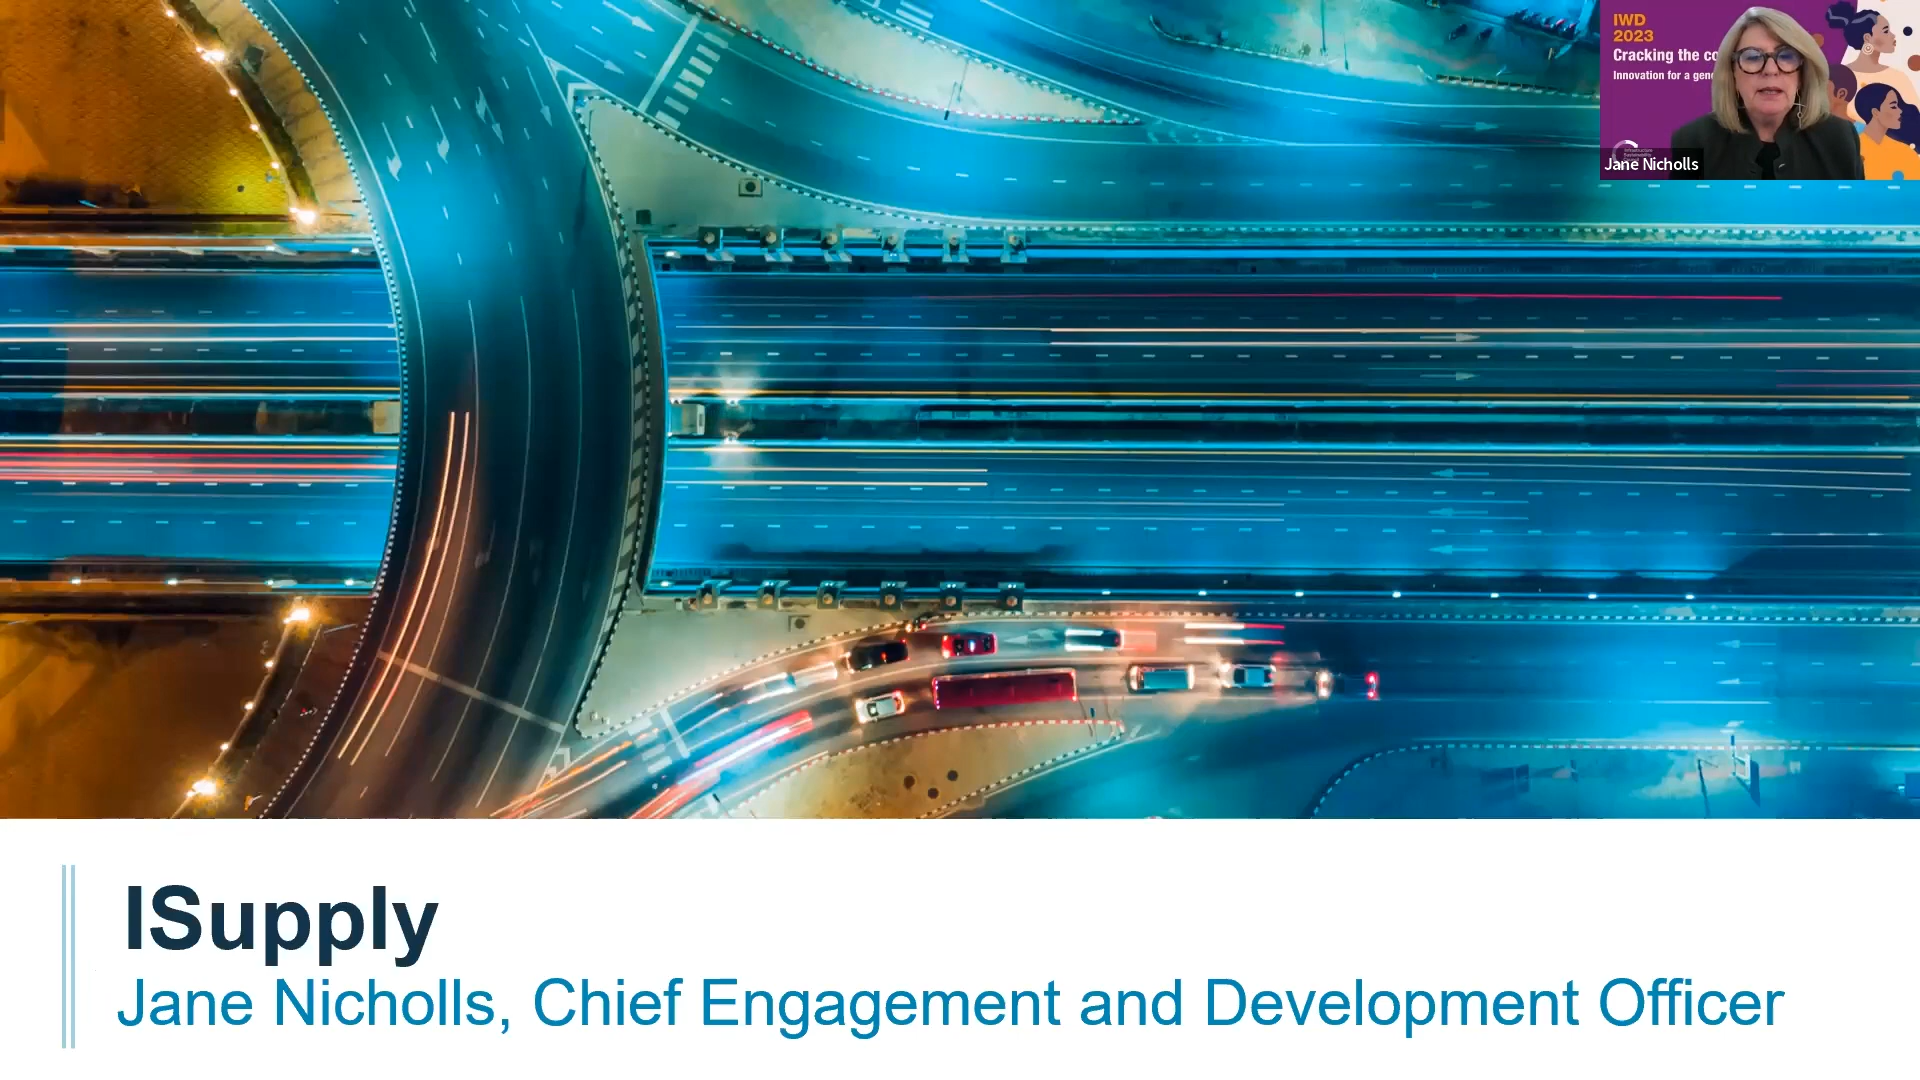 IWD
2023
Cracking the co
Innovation for a gen
Jane Nicholls
ISupply
Jane Nicholls, Chief Engagement and Development Officer